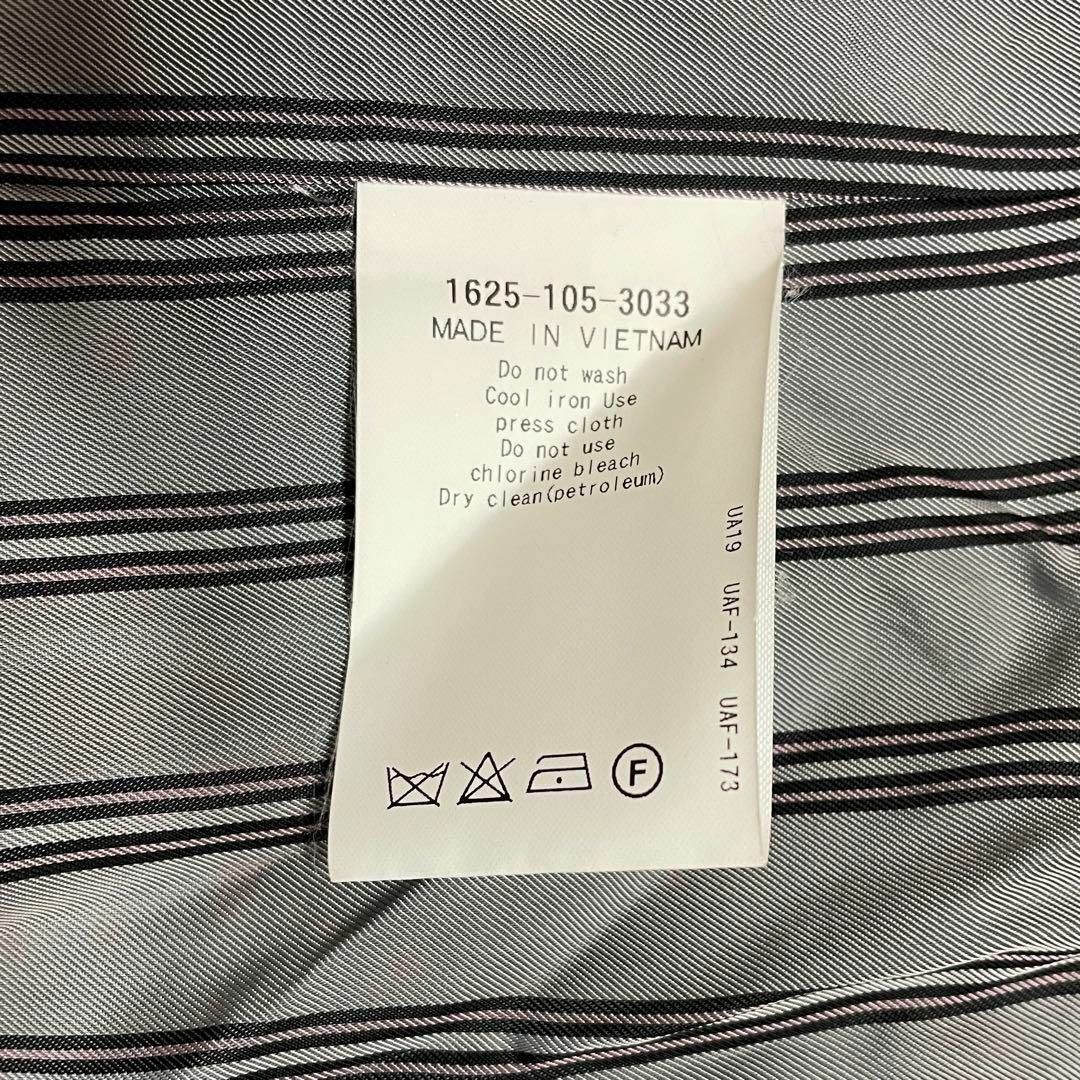 1625-105-3033
MADE IN VIETNAM
Do not wash
Cool iron Use
press cloth
Do not use
chlorine bleach
Dry clean(petroleum)
UA19 UAF-134 UAF-173
F